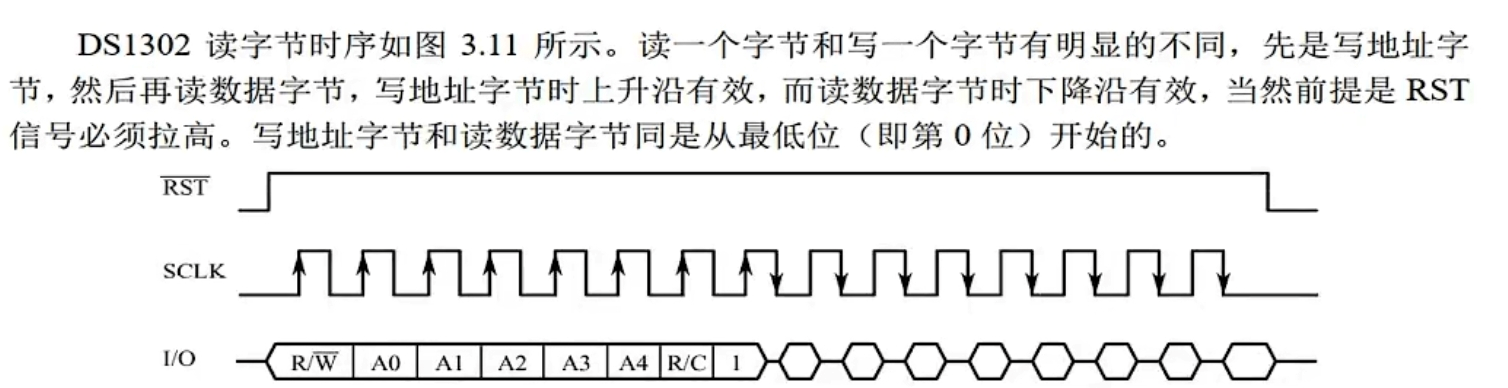 DS1302 读字节时序如图 3.11 所示。读一个字节和写一个字节有明显的不同，先是写地址字
节，然后再读数据字节，写地址字节时上升沿有效，而读数据字节时下降沿有效，当然前提是 RST
信号必须拉高。写地址字节和读数据字节同是从最低位（即第 0 位）开始的。
RST
SCLK
I/O R/W A0 A1 A2 A3 A4 R/C 1